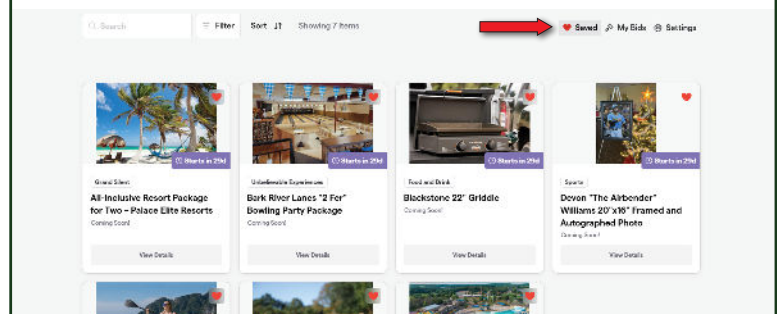 Search
Filter
Sort
Showing 7 Items
Saved
My Bids
Settings
Starts in 29d
Starts in 29d
Starts in 29d
Starts in 29d
Grand Silent
All-Inclusive Resort Package
for Two - Palace Elite Resorts
Coming Soon!
View Details
Unbelievable Experiences
Bark River Lanes "2 Fer"
Bowling Party Package
Coming Soon!
View Details
Food and Drink
Blackstone 22" Griddle
Coming Soon!
View Details
Sports
Devon "The Airbender"
Williams 20"x16" Framed and
Autographed Photo
Coming Soon!
View Details